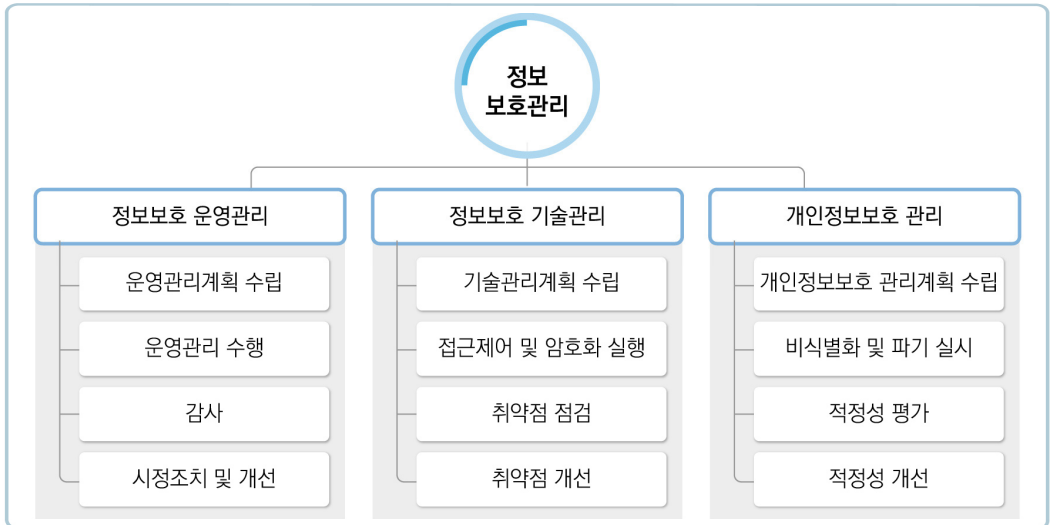 정보
보호관리
정보보호 운영관리
운영관리계획 수립
운영관리 수행
감사
시정조치 및 개선
정보보호 기술관리
기술관리계획 수립
접근제어 및 암호화 실행
취약점 점검
취약점 개선
개인정보보호 관리
개인정보보호 관리계획 수립
비식별화 및 파기 실시
적정성 평가
적정성 개선